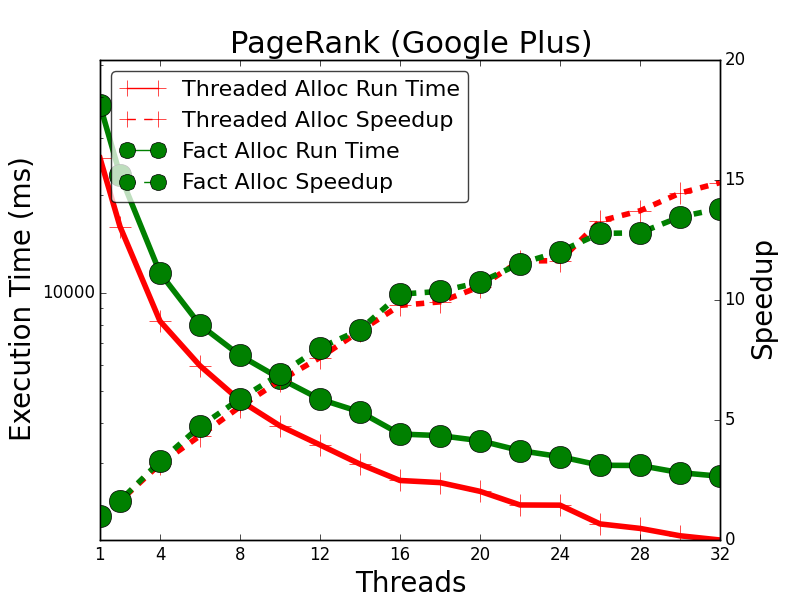 PageRank (Google Plus)
Threaded Alloc Run Time
Threaded Alloc Speedup
Fact Alloc Run Time
Fact Alloc Speedup
Execution Time (ms)
10000
20
15
10
5
0
Speedup
1 4 8 12 16 20 24 28 32
Threads